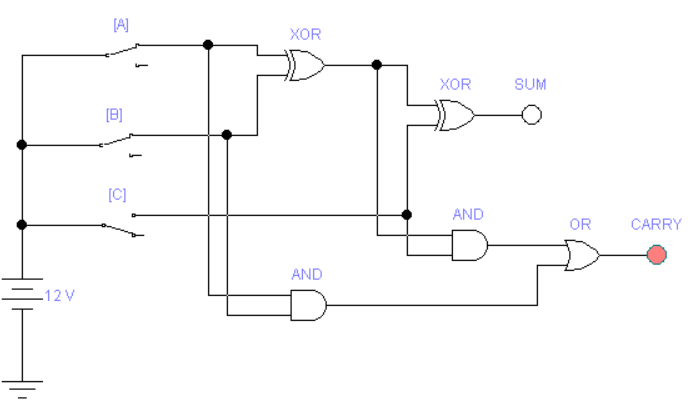 [A]
XOR
XOR
SUM
[B]
[C]
AND
OR
CARRY
AND
12 V